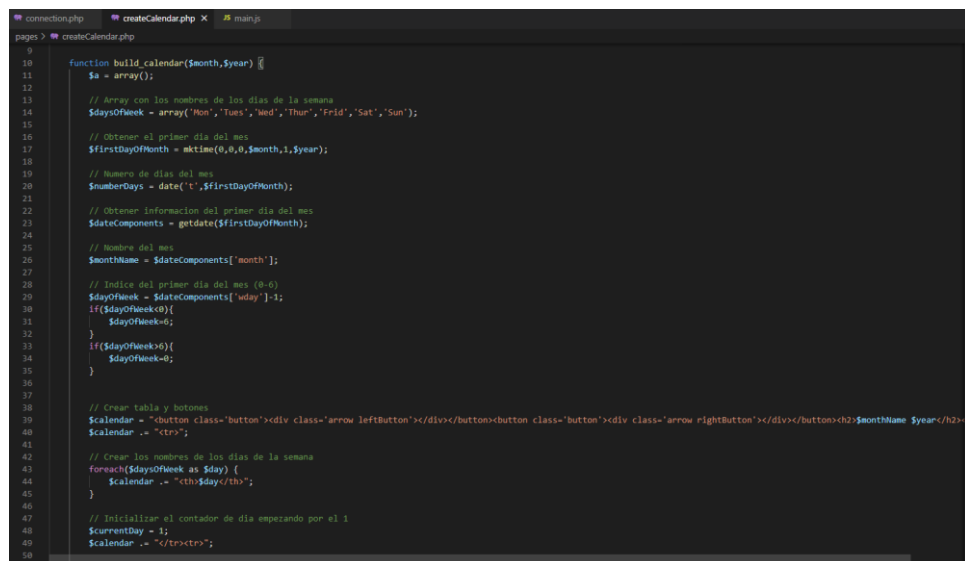 connection.php createCalendar.php × JS main.js
pages > createCalendar.php
9
10 function build_calendar($month,$year) {
11 $a = array();
12
13 // Array con los nombres de los dias de la semana
14 $daysOfWeek = array('Mon','Tues','Wed','Thur','Frid','Sat','Sun');
15
16 // Obtener el primer dia del mes
17 $firstDayOfMonth = mktime(0,0,0,$month,1,$year);
18
19 // Numero de dias del mes
20 $numberDays = date('t',$firstDayOfMonth);
21
22 // Obtener informacion del primer dia del mes
23 $dateComponents = getdate($firstDayOfMonth);
24
25 // Nombre del mes
26 $monthName = $dateComponents['month'];
27
28 // Indice del primer dia del mes (0-6)
29 $dayOfWeek = $dateComponents['wday']-1;
30 if($dayOfWeek<0){
31 $dayOfWeek=6;
32 }
33 if($dayOfWeek>6){
34 $dayOfWeek=0;
35 }
36
37
38 // Crear tabla y botones
39 $calendar = "<button class='button'><div class='arrow leftButton'></div></button><button class='button'><div class='arrow rightButton'></div></button><h2>$monthName $year</h2><
40 $calendar .= "<tr>";
41
42 // Crear los nombres de los dias de la semana
43 foreach($daysOfWeek as $day) {
44 $calendar .= "<th>$day</th>";
45 }
46
47 // Inicializar el contador de dia empezando por el 1
48 $currentDay = 1;
49 $calendar .= "</tr><tr>";
50